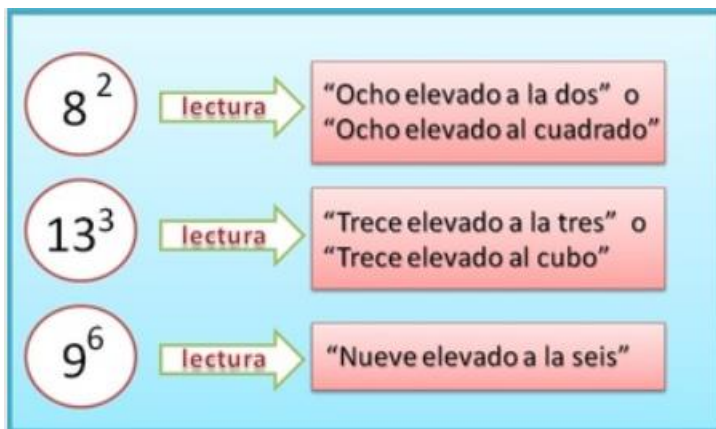 8²
lectura
“Ocho elevado a la dos” o
“Ocho elevado al cuadrado”
13³
lectura
“Trece elevado a la tres” o
“Trece elevado al cubo”
9⁶
lectura
“Nueve elevado a la seis”